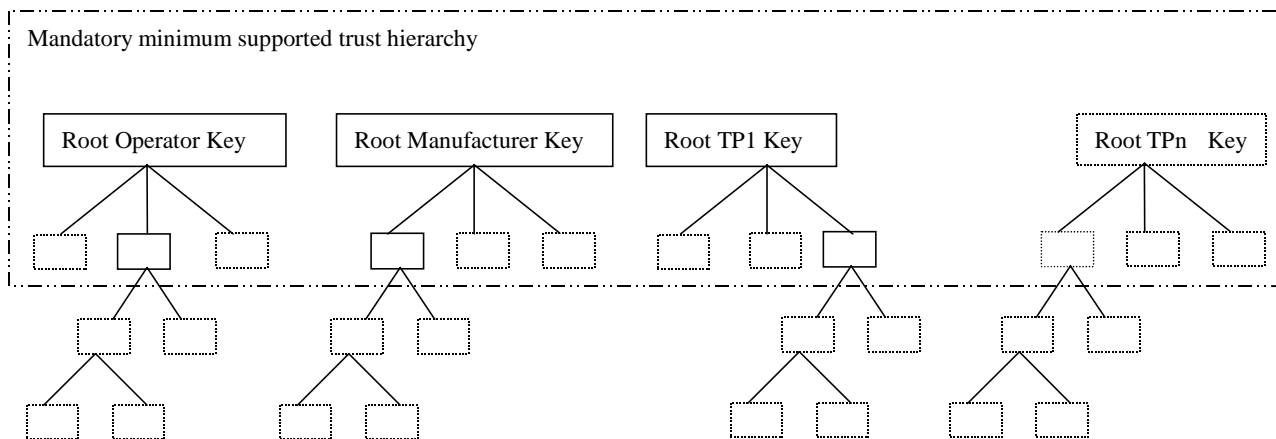 Mandatory minimum supported trust hierarchy
Root Operator Key
Root Manufacturer Key
Root TP1 Key
Root TPn Key